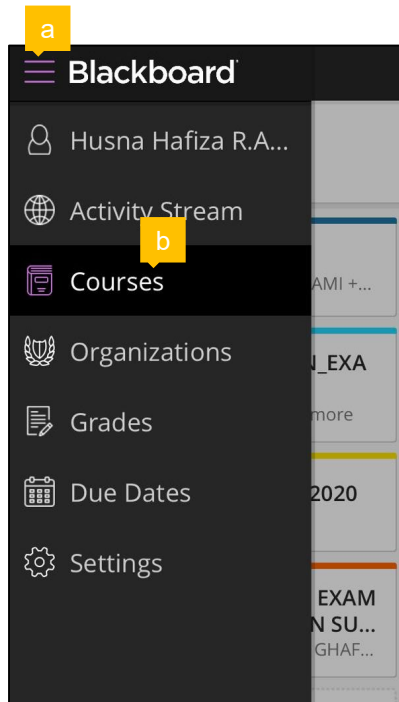 a
Blackboard
Husna Hafiza R.A...
Activity Stream
b
Courses
AMI +...
Organizations
N_EXA
more
Grades
Due Dates
2020
Settings
EXAM
N SU...
GHAF...